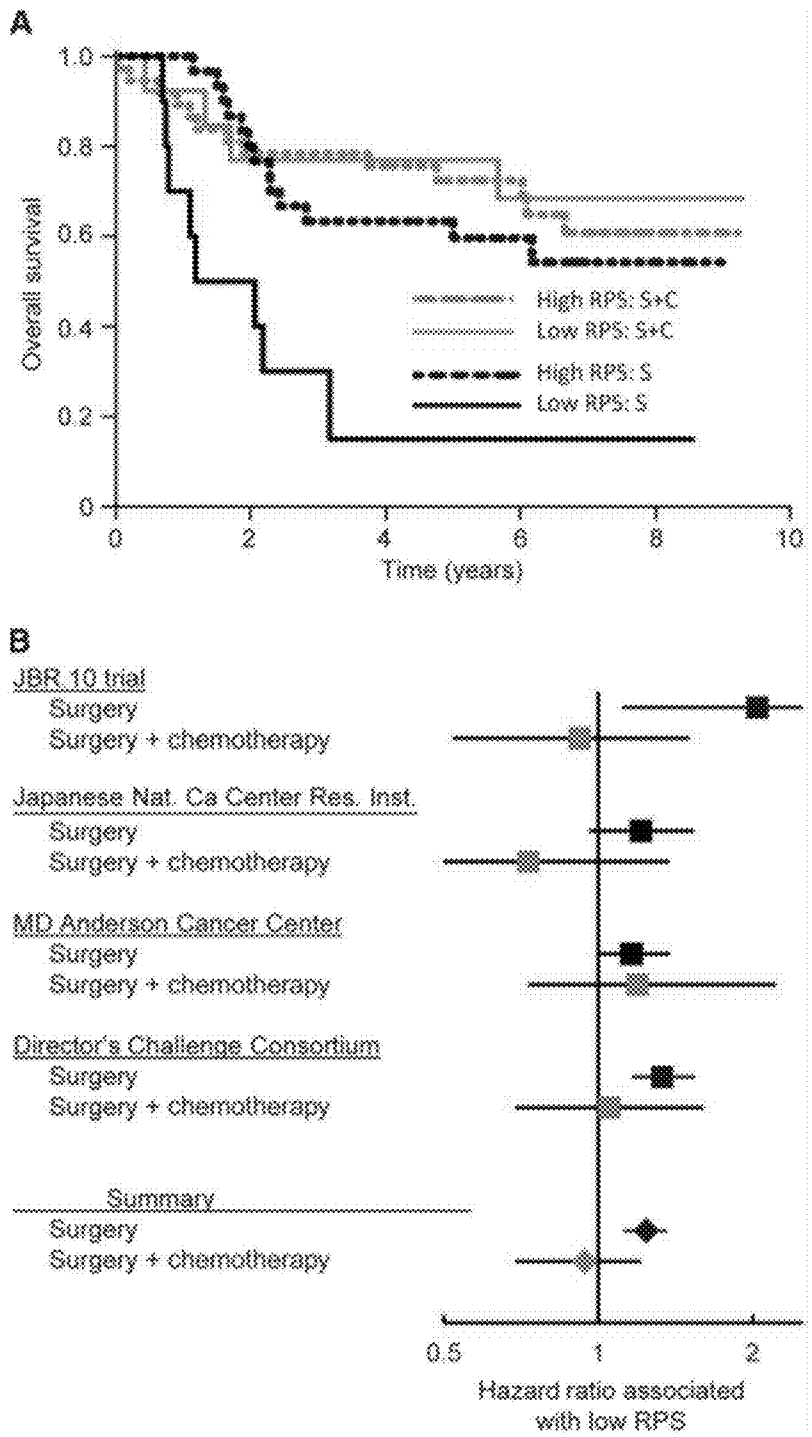 A
1.0
0.8
0.6
0.4
0.2
0
Overall survival
High RPS: S+C
Low RPS: S+C
High RPS: S
Low RPS: S
0 2 4 6 8 10
Time (years)
B
JBR.10 trial
Surgery
Surgery + chemotherapy
Japanese Nat. Ca Center Res. Inst.
Surgery
Surgery + chemotherapy
MD Anderson Cancer Center
Surgery
Surgery + chemotherapy
Director's Challenge Consortium
Surgery
Surgery + chemotherapy
Summary
Surgery
Surgery + chemotherapy
0.5 1 2
Hazard ratio associated
with low RPS